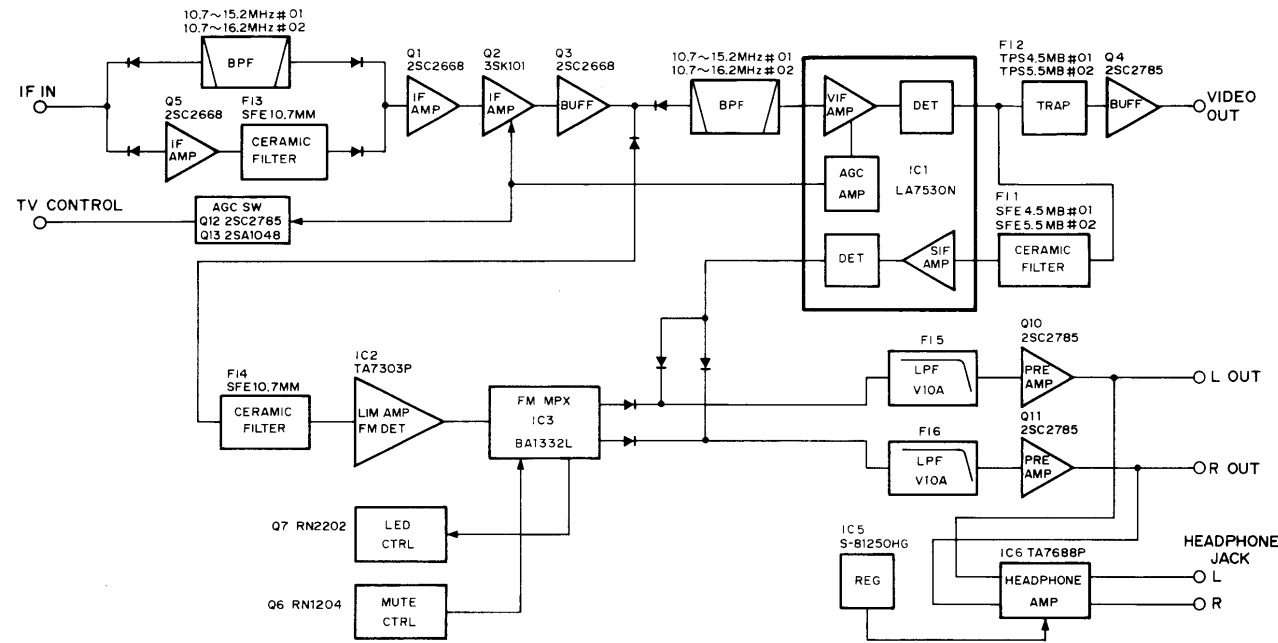 10.7~15.2MHz#01
10.7~16.2MHz#02
BPF
IF IN
Q5
2SC2668
IF
AMP
F13
SFE10.7MM
CERAMIC
FILTER
Q1
2SC2668
IF
AMP
Q2
3SK101
IF
AMP
Q3
2SC2668
BUFF
10.7~15.2MHz#01
10.7~16.2MHz#02
BPF
VIF
AMP
DET
AGC
AMP
IC1
LA7530N
DET
SIF
AMP
F12
TPS4.5MB#01
TPS5.5MB#02
TRAP
Q4
2SC2785
BUFF
VIDEO
OUT
F11
SFE4.5MB#01
SFE5.5MB#02
CERAMIC
FILTER
TV CONTROL
AGC SW
Q12 2SC2785
Q13 2SA1048
F14
SFE10.7MM
CERAMIC
FILTER
IC2
TA7303P
LIM AMP
FM DET
FM MPX
IC3
BA1332L
F15
LPF
V10A
Q10
2SC2785
PRE
AMP
L OUT
F16
LPF
V10A
Q11
2SC2785
PRE
AMP
R OUT
Q7 RN2202
LED
CTRL
Q6 RN1204
MUTE
CTRL
IC5
S-81250HG
REG
IC6 TA7688P
HEADPHONE
AMP
HEADPHONE
JACK
L
R